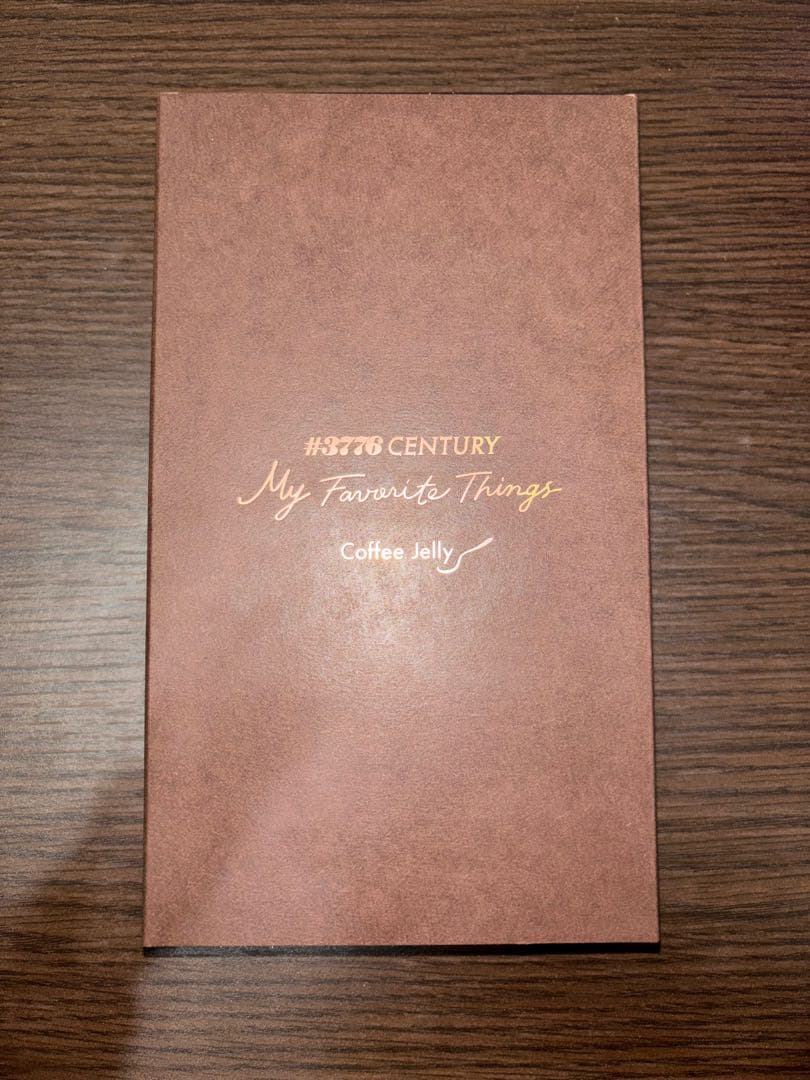 #3776 CENTURY
My Favorite Things
Coffee Jelly